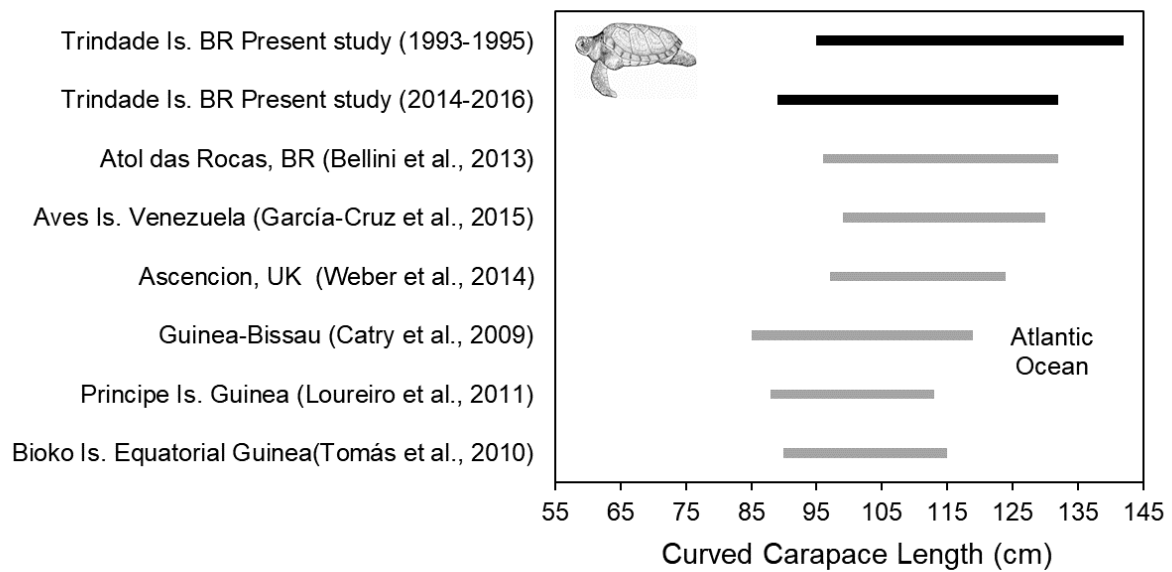 Trindade Is. BR Present study (1993-1995)
Trindade Is. BR Present study (2014-2016)
Atol das Rocas, BR (Bellini et al., 2013)
Aves Is. Venezuela (García-Cruz et al., 2015)
Ascencion, UK  (Weber et al., 2014)
Guinea-Bissau (Catry et al., 2009)
Principe Is. Guinea (Loureiro et al., 2011)
Bioko Is. Equatorial Guinea(Tomás et al., 2010)
Atlantic
Ocean
55 65 75 85 95 105 115 125 135 145
Curved Carapace Length (cm)